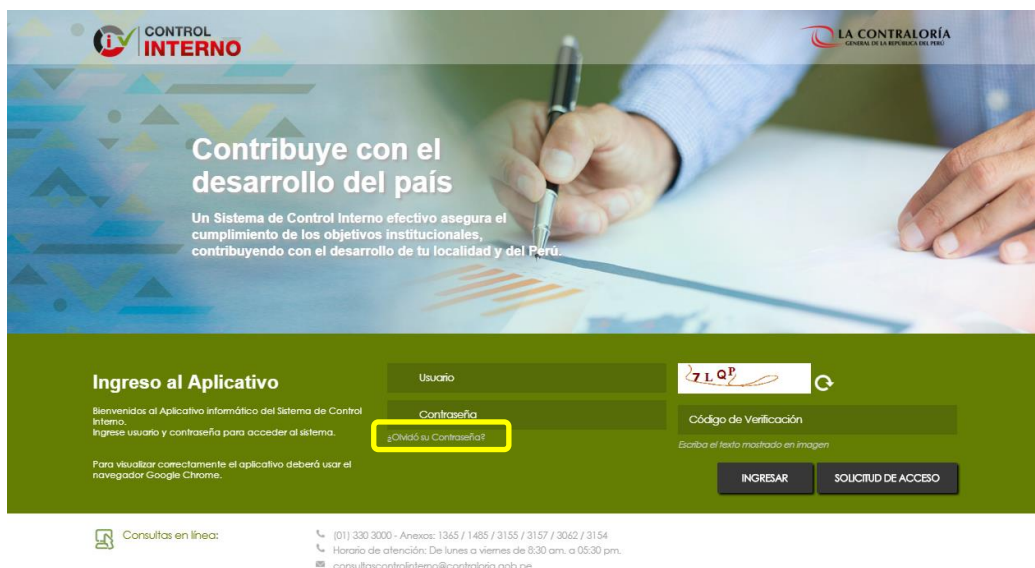 CONTROL
INTERNO
LA CONTRALORÍA
GENERAL DE LA REPÚBLICA DEL PERÚ
Contribuye con el
desarrollo del país
Un Sistema de Control Interno efectivo asegura el
cumplimiento de los objetivos institucionales,
contribuyendo con el desarrollo de tu localidad y del Perú.
Ingreso al Aplicativo
Bienvenidos al Aplicativo informático del Sistema de Control
Interno.
Ingrese usuario y contraseña para acceder al sistema.
Para visualizar correctamente el aplicativo deberá usar el
navegador Google Chrome.
Usuario
Contraseña
¿Olvidó su Contraseña?
7LQP
Código de Verificación
Escriba el texto mostrado en imagen
INGRESAR
SOLICITUD DE ACCESO
Consultas en línea:
(01) 330 3000 - Anexos: 1365 / 1485 / 3155 / 3157 / 3062 / 3154
Horario de atención: De lunes a viernes de 8:30 am. a 05:30 pm.
consultascontrolinterno@contraloria.gob.pe